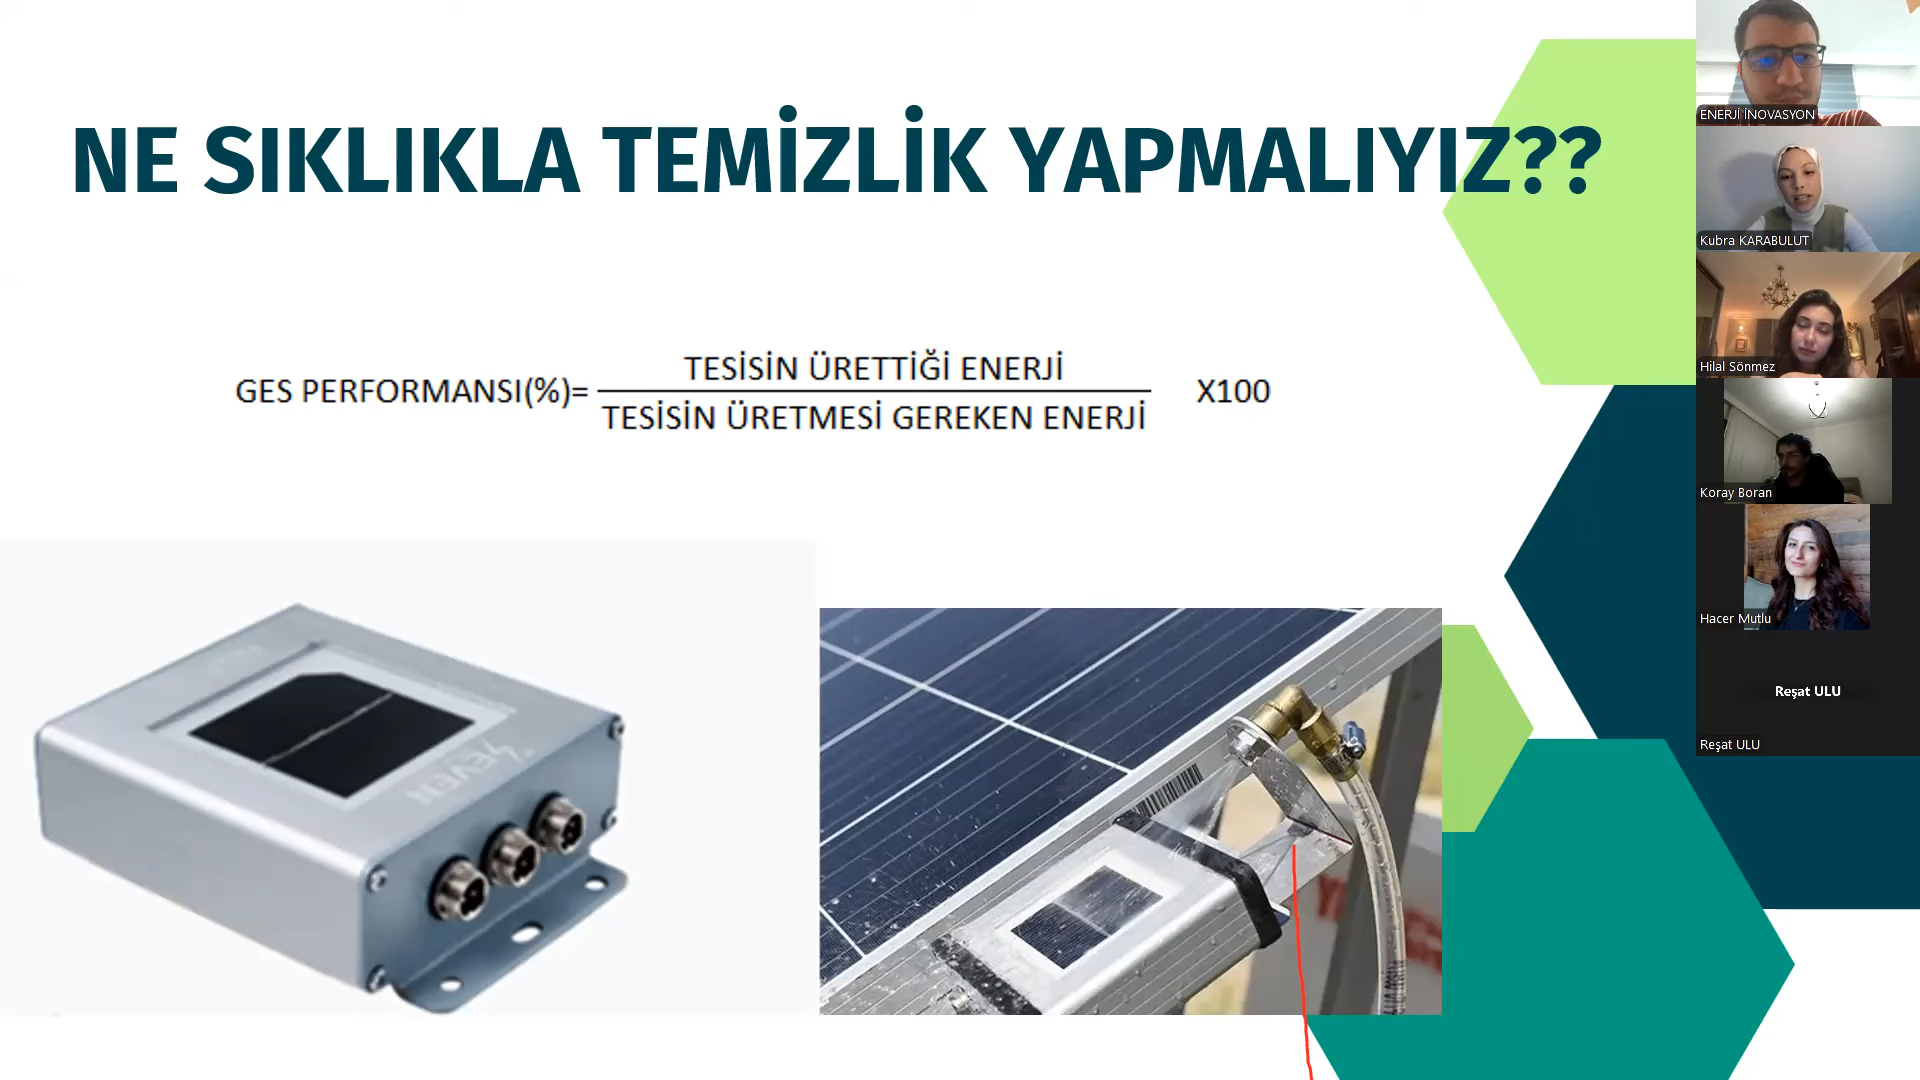 NE SIKLIKLA TEMİZLİK YAPMALIYIZ??
GES PERFORMANSI(%)=
TESİSİN ÜRETTİĞİ ENERJİ
TESİSİN ÜRETMESİ GEREKEN ENERJİ
X100
SEVEN
ENERJİ İNOVASYON
Kubra KARABULUT
Hilal Sönmez
Koray Boran
Hacer Mutlu
Reşat ULU
Reşat ULU